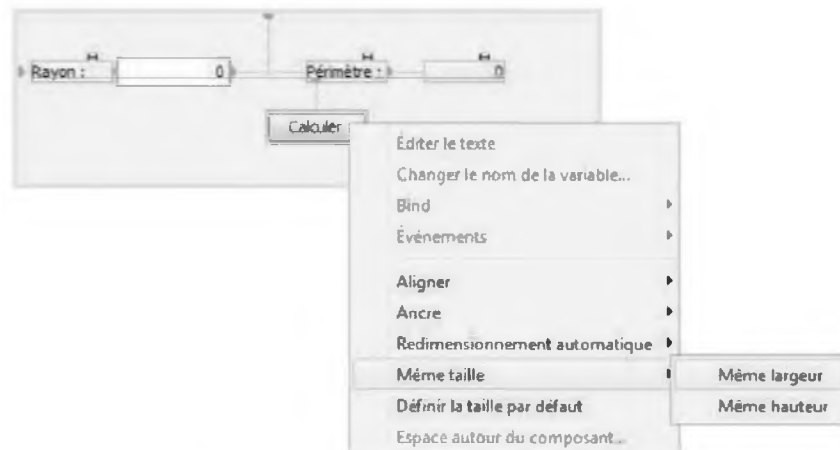 Rayon : 0 Périmètre : 0
Calculer
Éditer le texte
Changer le nom de la variable...
Bind
Événements
Aligner
Ancre
Redimensionnement automatique
Même taille
Même largeur
Définir la taille par défaut
Même hauteur
Espace autour du composant...